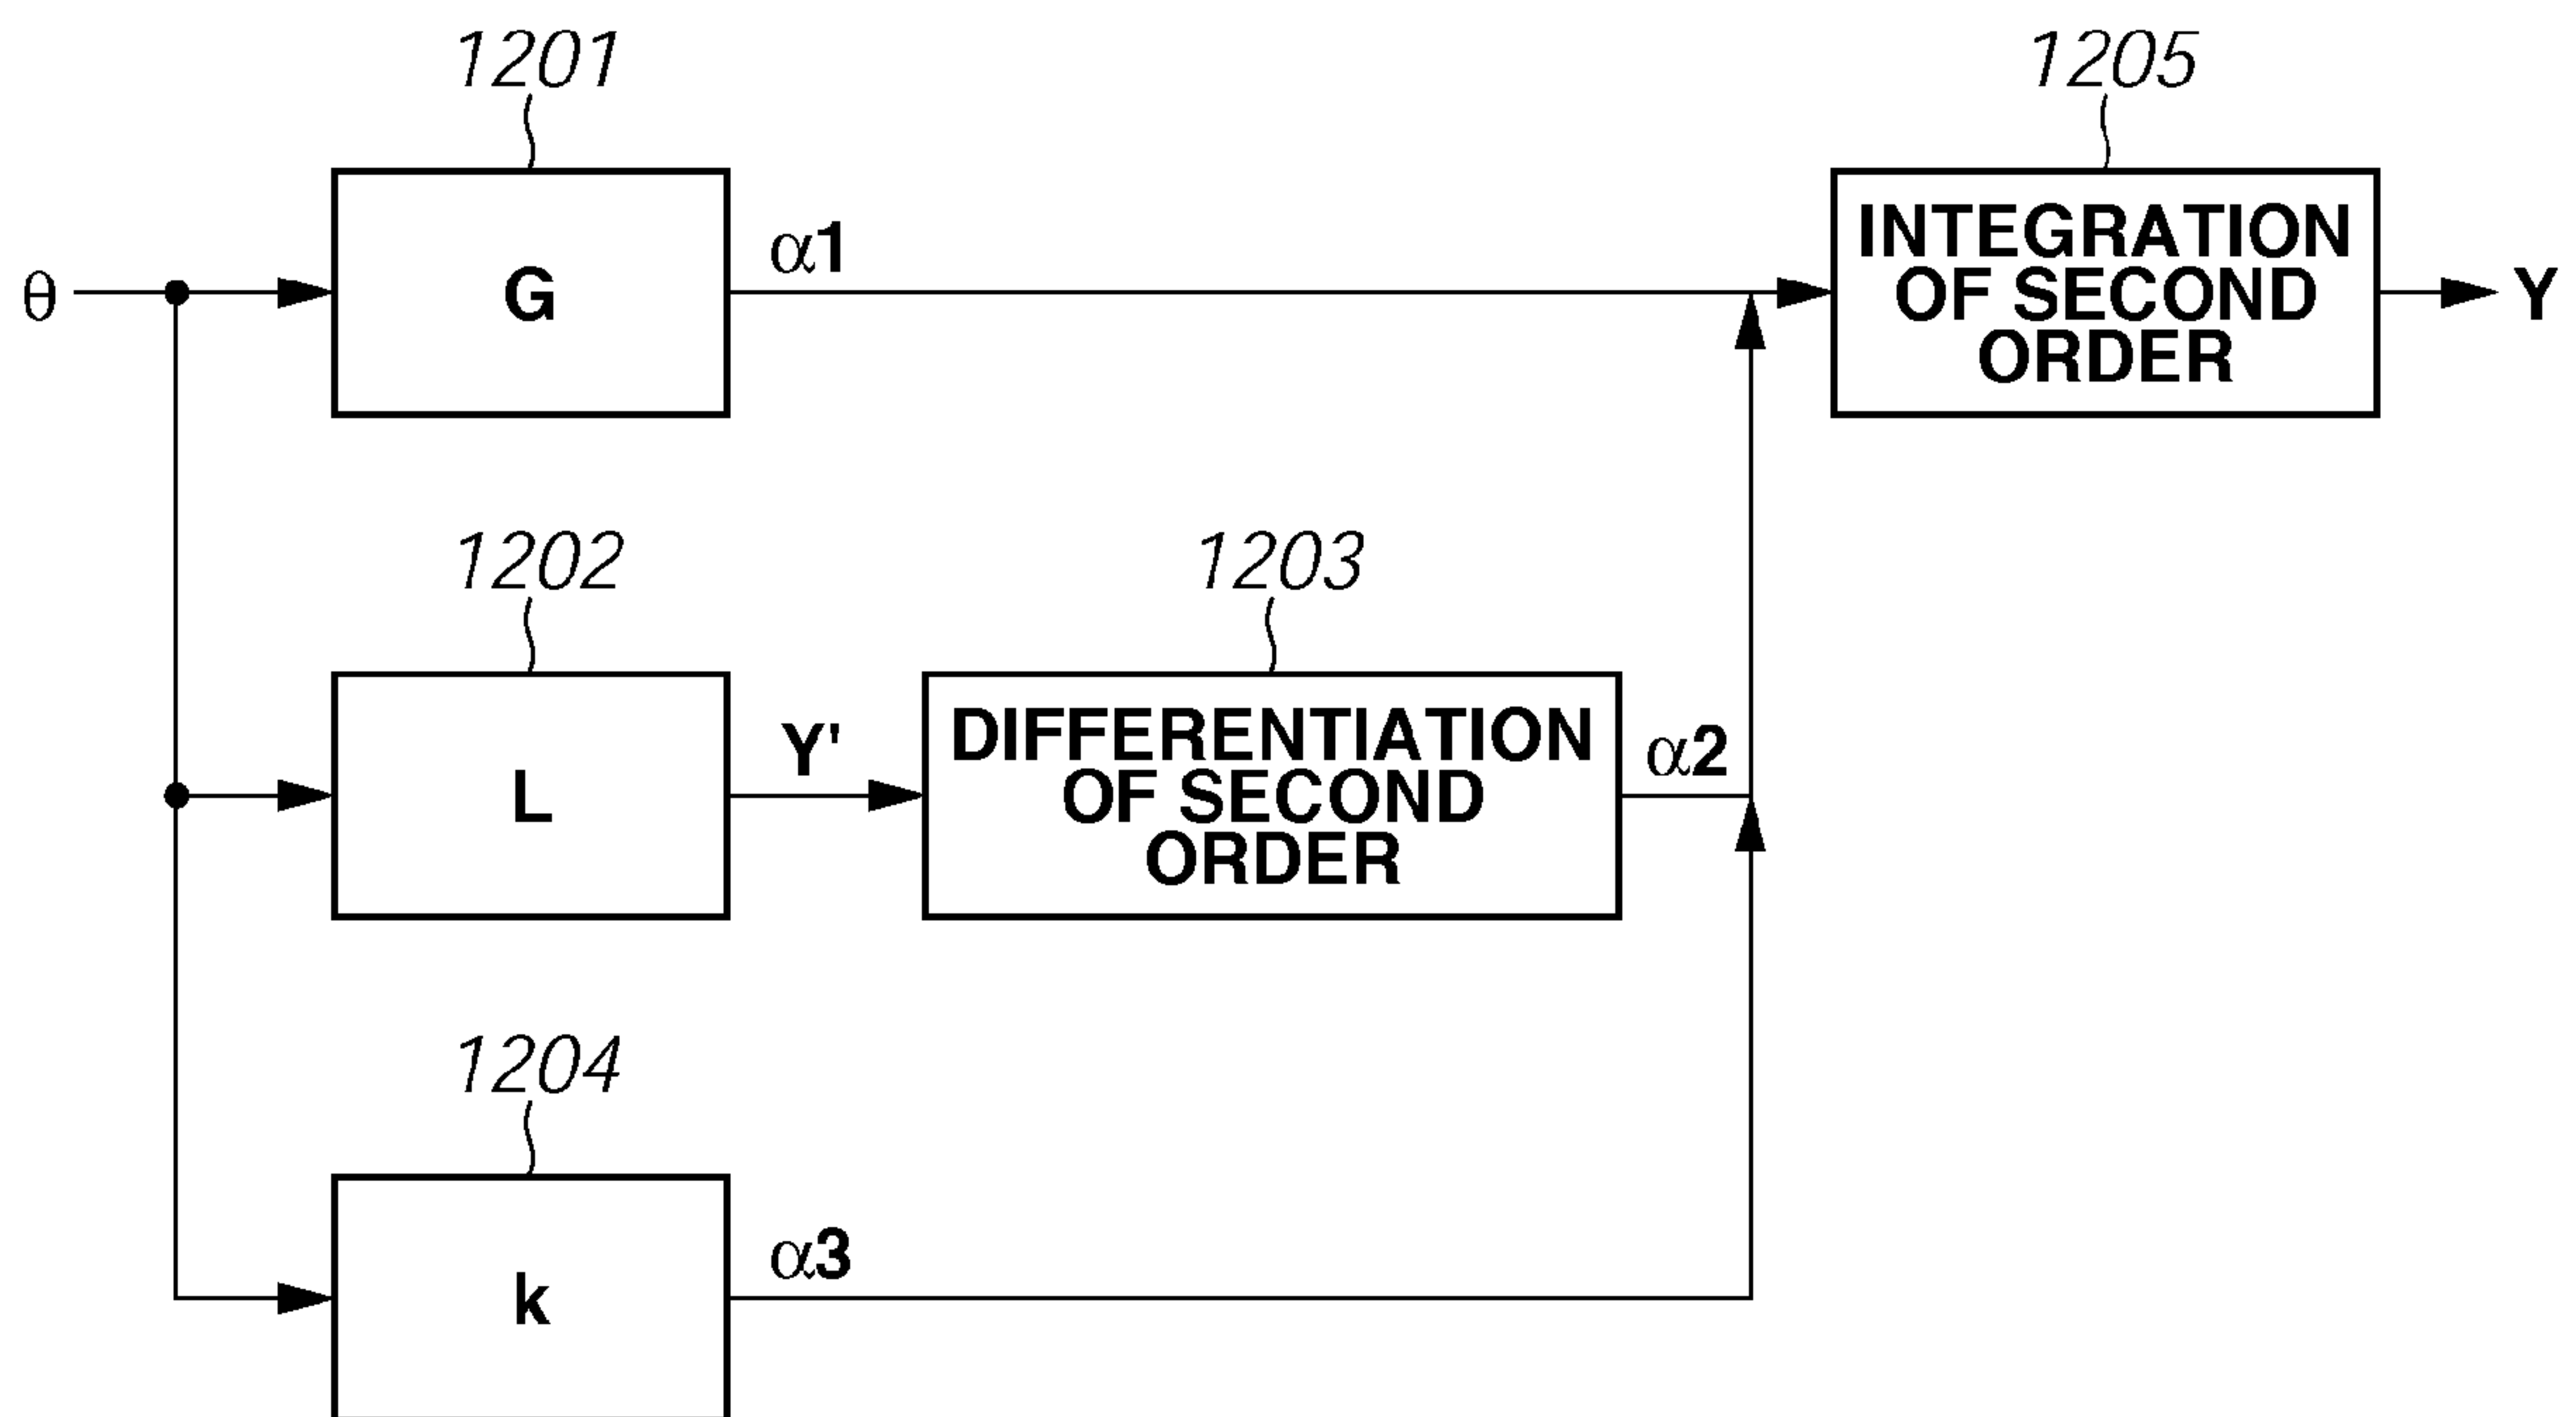 1201
1205
θ
G
α1
INTEGRATION
OF SECOND
ORDER
Y
1202
1203
L
Y'
DIFFERENTIATION
OF SECOND
ORDER
α2
1204
k
α3